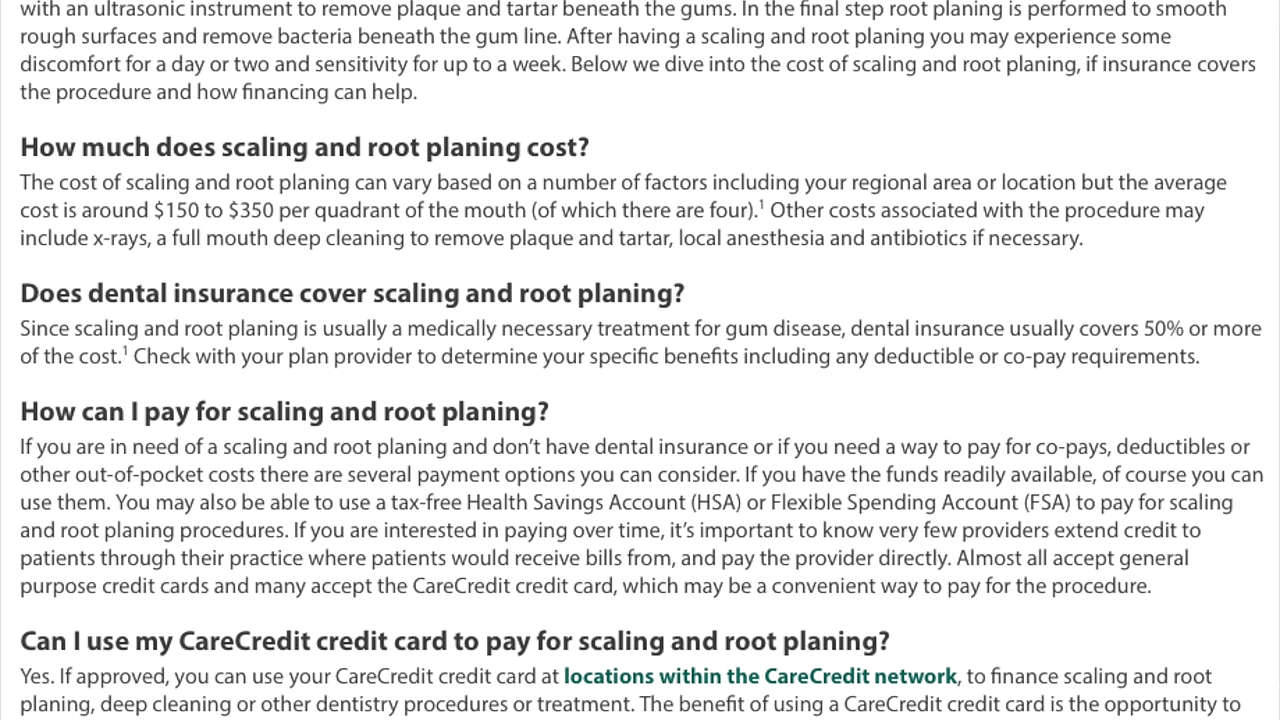 with an ultrasonic instrument to remove plaque and tartar beneath the gums. In the final step root planing is performed to smooth
rough surfaces and remove bacteria beneath the gum line. After having a scaling and root planing you may experience some
discomfort for a day or two and sensitivity for up to a week. Below we dive into the cost of scaling and root planing, if insurance covers
the procedure and how financing can help.
How much does scaling and root planing cost?
The cost of scaling and root planing can vary based on a number of factors including your regional area or location but the average
cost is around $150 to $350 per quadrant of the mouth (of which there are four).¹ Other costs associated with the procedure may
include x-rays, a full mouth deep cleaning to remove plaque and tartar, local anesthesia and antibiotics if necessary.
Does dental insurance cover scaling and root planing?
Since scaling and root planing is usually a medically necessary treatment for gum disease, dental insurance usually covers 50% or more
of the cost.¹ Check with your plan provider to determine your specific benefits including any deductible or co-pay requirements.
How can I pay for scaling and root planing?
If you are in need of a scaling and root planing and don’t have dental insurance or if you need a way to pay for co-pays, deductibles or
other out-of-pocket costs there are several payment options you can consider. If you have the funds readily available, of course you can
use them. You may also be able to use a tax-free Health Savings Account (HSA) or Flexible Spending Account (FSA) to pay for scaling
and root planing procedures. If you are interested in paying over time, it’s important to know very few providers extend credit to
patients through their practice where patients would receive bills from, and pay the provider directly. Almost all accept general
purpose credit cards and many accept the CareCredit credit card, which may be a convenient way to pay for the procedure.
Can I use my CareCredit credit card to pay for scaling and root planing?
Yes. If approved, you can use your CareCredit credit card at locations within the CareCredit network, to finance scaling and root
planing, deep cleaning or other dentistry procedures or treatment. The benefit of using a CareCredit credit card is the opportunity to